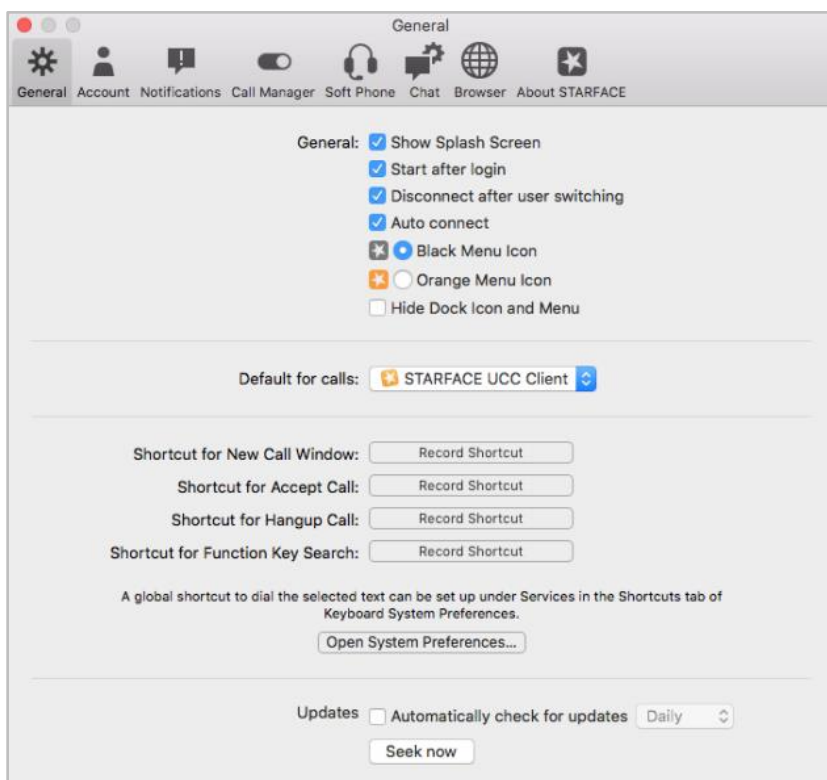 General
General Account Notifications Call Manager Soft Phone Chat Browser About STARFACE
General: Show Splash Screen
Start after login
Disconnect after user switching
Auto connect
Black Menu Icon
Orange Menu Icon
Hide Dock Icon and Menu
Default for calls: STARFACE UCC Client
Shortcut for New Call Window: Record Shortcut
Shortcut for Accept Call: Record Shortcut
Shortcut for Hangup Call: Record Shortcut
Shortcut for Function Key Search: Record Shortcut
A global shortcut to dial the selected text can be set up under Services in the Shortcuts tab of
Keyboard System Preferences.
Open System Preferences...
Updates Automatically check for updates Daily
Seek now